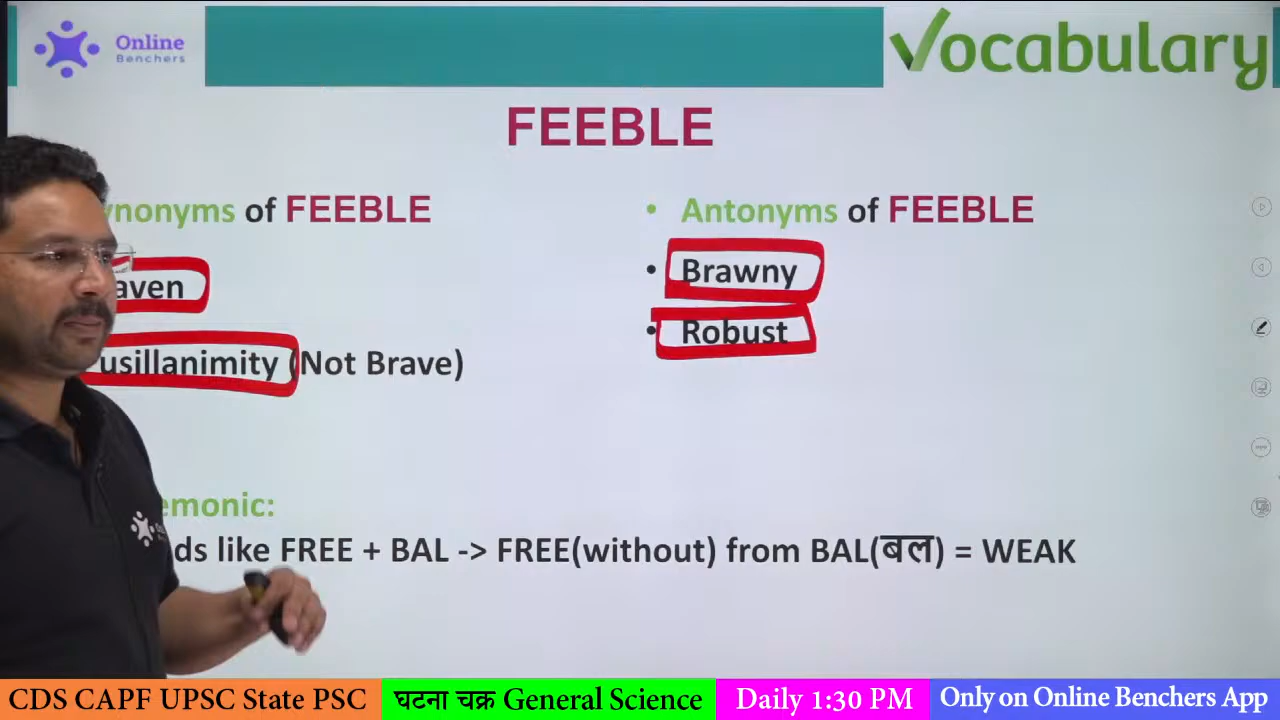 Online
Benchers
Vocabulary
FEEBLE
ynonyms of FEEBLE
aven
usillanimity (Not Brave)
• Antonyms of FEEBLE
• Brawny
• Robust
emonic:
ds like FREE + BAL -> FREE(without) from BAL(बल) = WEAK
CDS CAPF UPSC State PSC घटना चक्र General Science Daily 1:30 PM Only on Online Benchers App